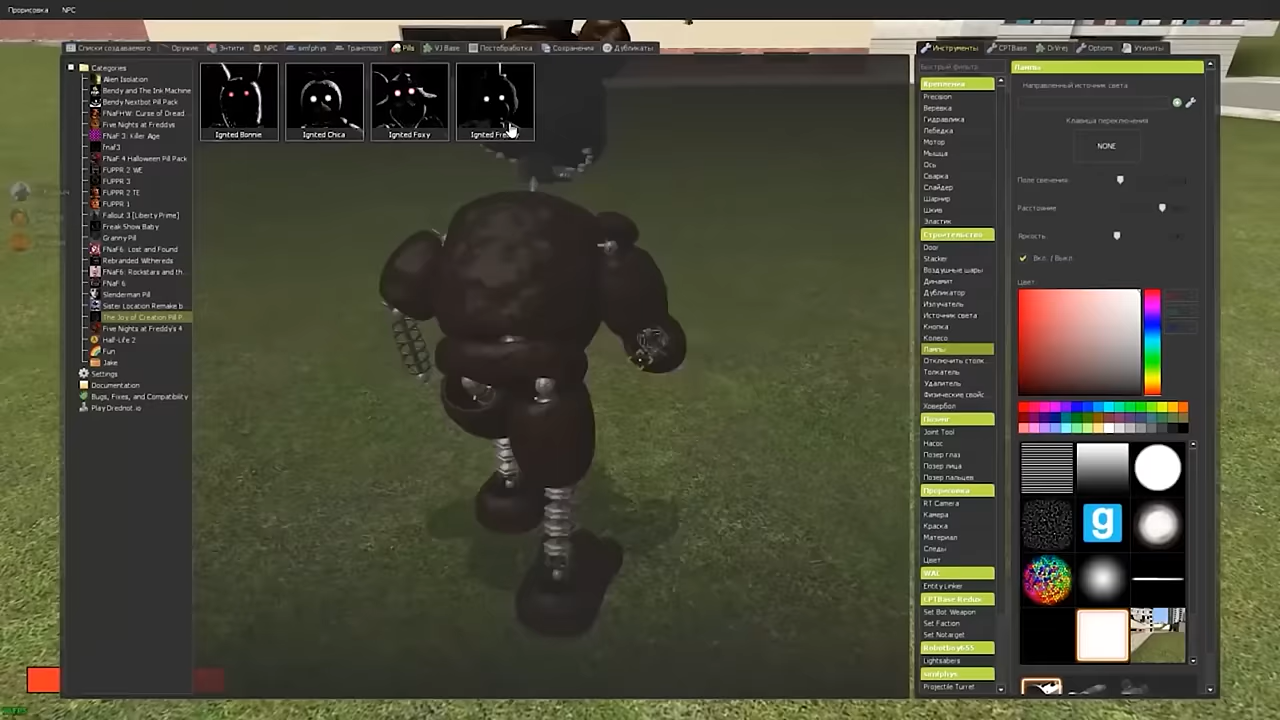 Прорисовка NPC
Списки создаваемого Оружие Энтити NPC simfphys Транспорт Pills VJ Base Постобработка Сохранения Дубликаты
Инструменты CPTBase DrVrej Options Утилиты
Categories
Alien Isolation
Bendy and The Ink Machine
Bendy Nextbot Pill Pack
FNaFHW: Curse of Dread
Five Nights at Freddys
FNaF 3: Killer Age
fnaf3
FNaF 4 Halloween Pill Pack
FUPPR 2 WE
FUPPR 3
FUPPR 2 TE
FUPPR 1
Fallout 3 [Liberty Prime]
Freak Show Baby
Granny Pill
FNaF6: Lost and Found
Rebranded Withereds
FNaF6: Rockstars and th...
FNaF 6
Slenderman Pill
Sister Location Remake b
The Joy of Creation Pill P
Five Nights at Freddy's 4
Half-Life 2
Fun
Jake
Settings
Documentation
Bugs, Fixes, and Compatibility
Play Drednot.io
Ignited Bonnie
Ignited Chica
Ignited Foxy
Быстрый фильтр
Крепления
Precision
Веревка
Гидравлика
Лебедка
Мотор
Мышца
Ось
Сварка
Слайдер
Шарнир
Шкив
Эластик
Строительство
Door
Stacker
Воздушные шары
Динамит
Дубликатор
Излучатель
Источник света
Кнопка
Колесо
Лампы
Отключить столк
Толкатель
Удалитель
Физические свойс
Ховербол
Позинг
Joint Tool
Насос
Позер глаз
Позер лица
Позер пальцев
Прорисовка
RT Camera
Камера
Краска
Материал
Следы
Цвет
WAC
Entity Linker
CPTBase Redux
Set Bot Weapon
Set Faction
Set Notarget
Robotboy655
Lightsabers
simfphys
Projectile Turret
Лампы
Направленный источник света
Клавиша переключения
NONE
Поле свечения
Расстояние
Яркость
Вкл. / Выкл.
Цвет
g